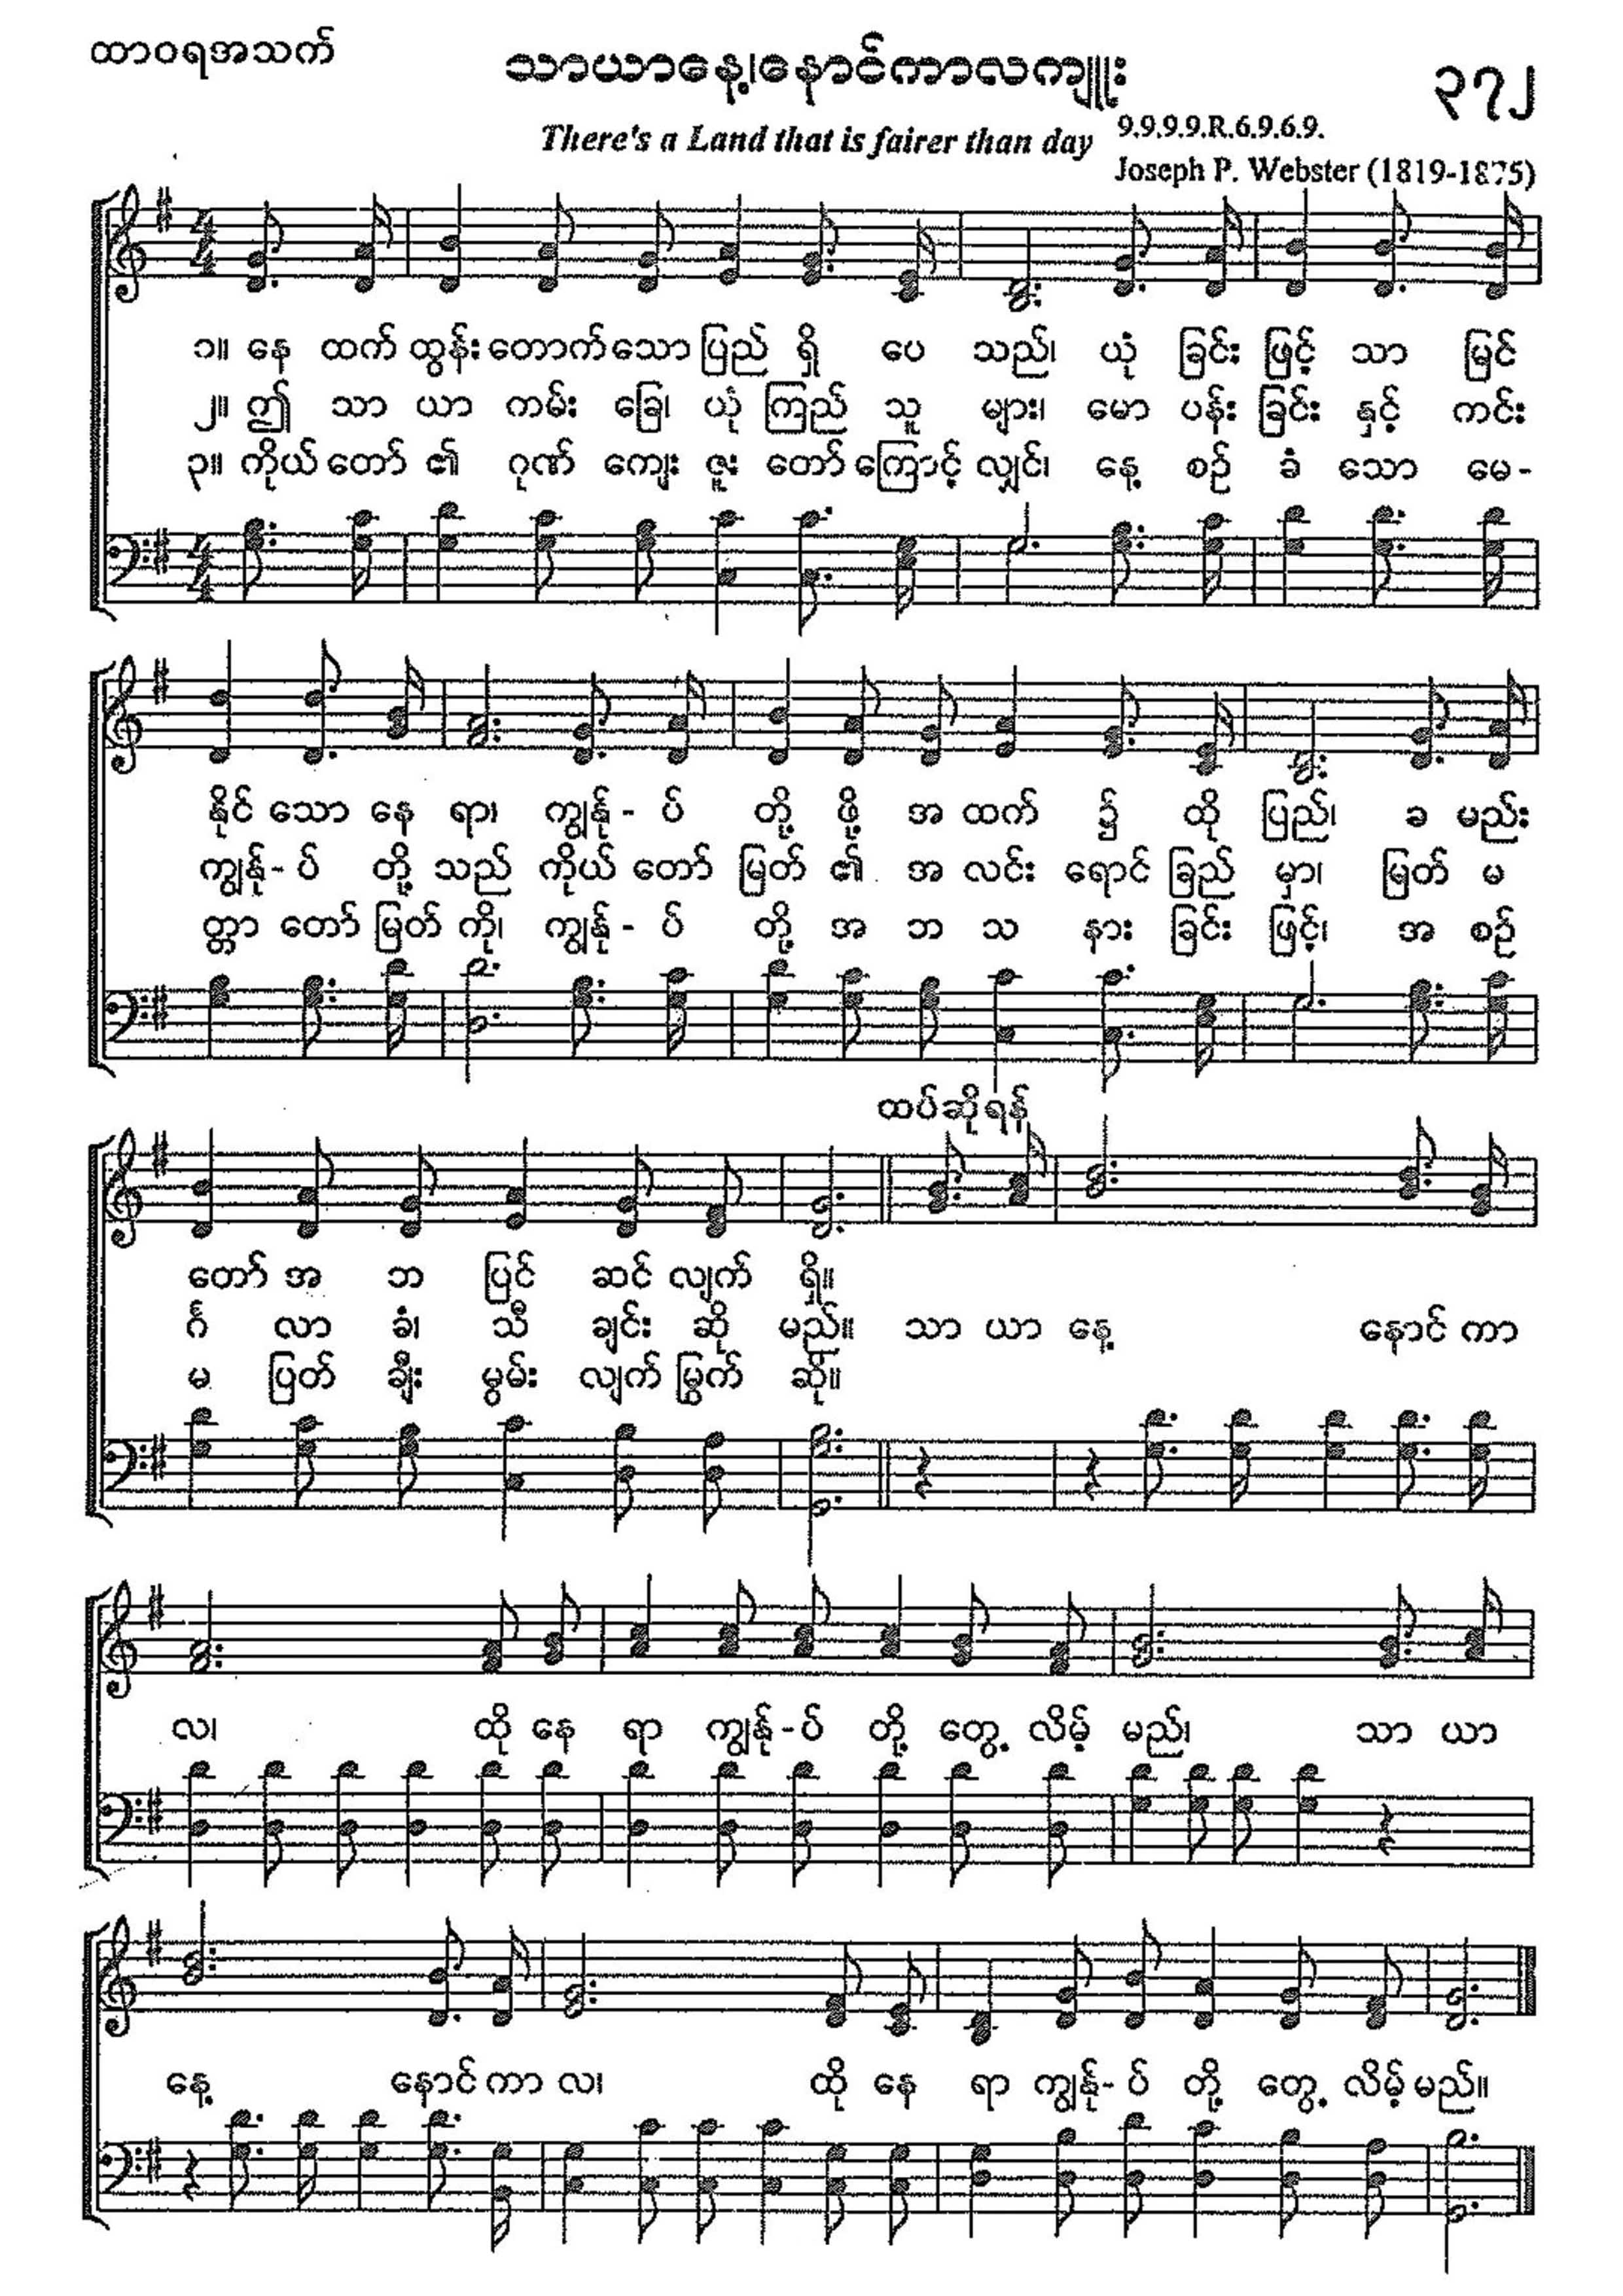 ထာဝရအသက်
သာယာနေ့၊နောင်ကာလကျူး
၃၇၂
There's a Land that is fairer than day
9.9.9.9.R.6.9.6.9.
Joseph P. Webster (1819-1875)
၁။ နေ ထက် ထွန်း တောက် သော ပြည် ရှိ ပေ သည်၊ ယုံ ခြင်း ဖြင့် သာ မြင်
၂။ ဤ သာ ယာ ကမ်း ခြေ၊ ယုံ ကြည် သူ များ၊ မော ပန်း ခြင်း နှင့် ကင်း
၃။ ကိုယ် တော် ၏ ဂုဏ် ကျေး ဇူး တော် ကြောင့် လျှင်၊ နေ့ စဉ် ခံ သော မေ -
နိုင် သော နေ ရာ၊ ကျွန်ု - ပ် တို့ ဖို့ အ ထက် ၌ ထို ပြည်၊ ခ မည်း
ကျွန်ု - ပ် တို့ သည် ကိုယ် တော် မြတ် ၏ အ လင်း ရောင် ခြည် မှာ၊ မြတ် မ
တ္တာ တော် မြတ် ကို၊ ကျွန်ု - ပ် တို့ အ ဘ သ နား ခြင်း ဖြင့်၊ အ စဉ်
ထပ်ဆိုရန်
တော် အ ဘ ပြင် ဆင် လျက် ရှိ။
င်္ဂ လာ ခံ၊ သီ ချင်း ဆို မည်။ သာ ယာ နေ့ နောင် ကာ
မ ပြတ် ချီး မွမ်း လျက် မြွက် ဆို။
လ၊ ထို နေ ရာ ကျွန်ု - ပ် တို့ တွေ့ လိမ့် မည်၊ သာ ယာ
နေ့ နောင် ကာ လ၊ ထို နေ ရာ ကျွန်ု - ပ် တို့ တွေ့ လိမ့် မည်။